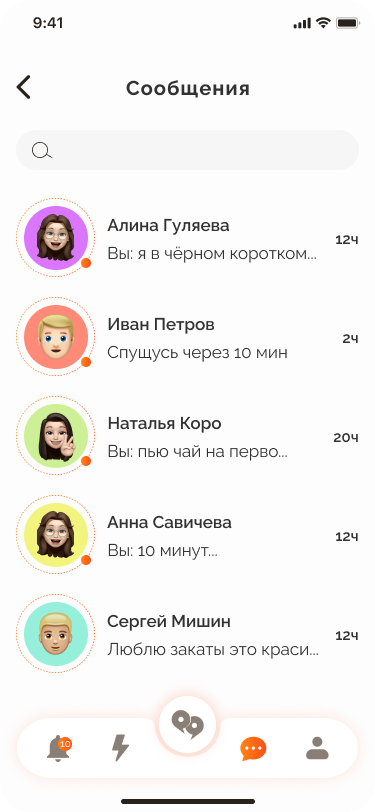 9:41
Сообщения
Алина Гуляева
Вы: я в чёрном коротком...
12ч
Иван Петров
Спущусь через 10 мин
2ч
Наталья Коро
Вы: пью чай на перво...
20ч
Анна Савичева
Вы: 10 минут...
12ч
Сергей Мишин
Люблю закаты это краси...
12ч
10